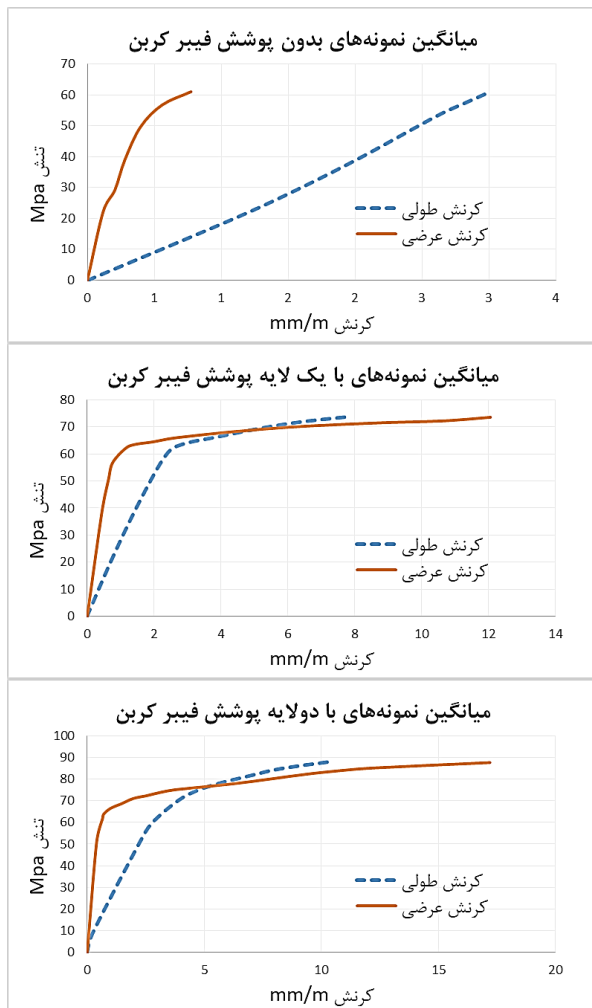 میانگین نمونه‌های بدون پوشش فیبر کربن
70
60
50
40
30
20
10
0
تنش Mpa
کرنش طولی
کرنش عرضی
0 1 1 2 2 3 3 4
کرنش mm/m
میانگین نمونه‌های با یک لایه پوشش فیبر کربن
80
70
60
50
40
30
20
10
0
تنش Mpa
کرنش طولی
کرنش عرضی
0 2 4 6 8 10 12 14
کرنش mm/m
میانگین نمونه‌های با دولایه پوشش فیبر کربن
100
90
80
70
60
50
40
30
20
10
0
تنش Mpa
کرنش طولی
کرنش عرضی
0 5 10 15 20
کرنش mm/m